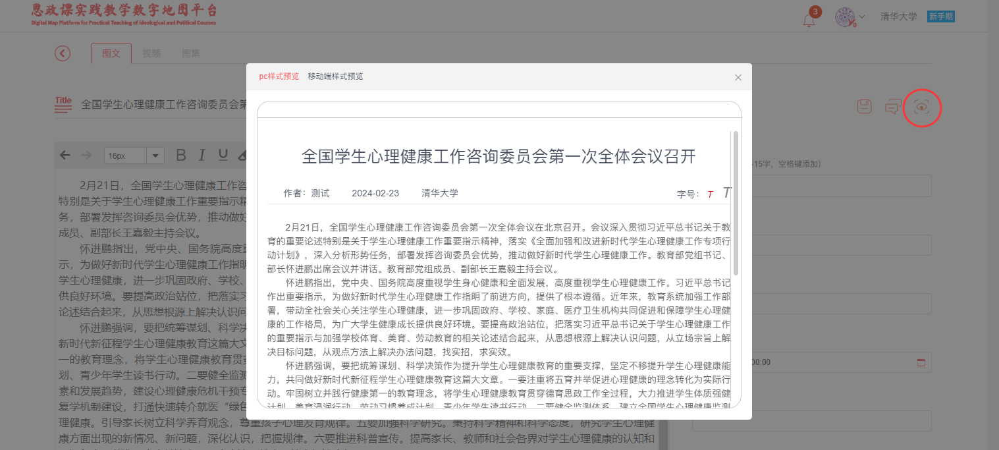 思政课实践教学数字地图平台
Digital Map Platform for Practical Teaching of Ideological and Political Courses
3
清华大学
新手期
图文
视频
图集
Title
全国学生心理健康工作咨询委员会第
16px
B I U
2月21日，全国学生心理健康工作咨
特别是关于学生心理健康工作重要指示精
务，部署发挥咨询委员会优势，推动做好
成员、副部长王嘉毅主持会议。
怀进鹏指出，党中央、国务院高度重
示，为做好新时代学生心理健康工作指明
学生心理健康，进一步巩固政府、学校、
供良好环境。要提高政治站位，把落实习
论述结合起来，从思想根源上解决认识问
怀进鹏强调，要把统筹谋划、科学决
新时代新征程学生心理健康教育这篇大文
一的教育理念，将学生心理健康教育贯穿
划、青少年学生读书行动。二要健全监测
素和发展趋势，建设心理健康危机干预专
复学机制建设，打通快速转介就医“绿色
理健康。引导家长树立科学养育观念，尊重孩子心理发育规律。五要加强科学研究。秉持科学精神和科学态度，研究学生心理健
康方面出现的新情况、新问题，深化认识，把握规律。六要推进科普宣传。提高家长、教师和社会各界对学生心理健康的认知和
pc样式预览
移动端样式预览
全国学生心理健康工作咨询委员会第一次全体会议召开
作者：测试 2024-02-23 清华大学 字号：T T
2月21日，全国学生心理健康工作咨询委员会第一次全体会议在北京召开。会议深入贯彻习近平总书记关于教
育的重要论述特别是关于学生心理健康工作重要指示精神，落实《全面加强和改进新时代学生心理健康工作专项行
动计划》，深入分析形势任务，部署发挥咨询委员会优势，推动做好新时代学生心理健康工作。教育部党组书记、
部长怀进鹏出席会议并讲话。教育部党组成员、副部长王嘉毅主持会议。
怀进鹏指出，党中央、国务院高度重视学生身心健康和全面发展，高度重视学生心理健康工作。习近平总书记
作出重要指示，为做好新时代学生心理健康工作指明了前进方向，提供了根本遵循。近年来，教育系统加强工作部
署，带动全社会关心关注学生心理健康，进一步巩固政府、学校、家庭、医疗卫生机构共同促进和保障学生心理健
康的工作格局，为广大学生健康成长提供良好环境。要提高政治站位，把落实习近平总书记关于学生心理健康工作
的重要指示与加强学校体育、美育、劳动教育的相关论述结合起来，从思想根源上解决认识问题，从立场宗旨上解
决目标问题，从观点方法上解决办法问题，找实招，求实效。
怀进鹏强调，要把统筹谋划、科学决策作为提升学生心理健康教育的重要支撑，坚定不移提升学生心理健康能
力，共同做好新时代新征程学生心理健康教育这篇大文章。一要注重将五育并举促进心理健康的理念转化为实际行
动。牢固树立并践行健康第一的教育理念，将学生心理健康教育贯穿德育思政工作全过程，大力推进学生体质强健
计划、美育浸润行动、劳动习惯养成计划、青少年学生读书行动。二要健全监测体系。建立全国学生心理健康监测
-15字，空格键添加）
00:00